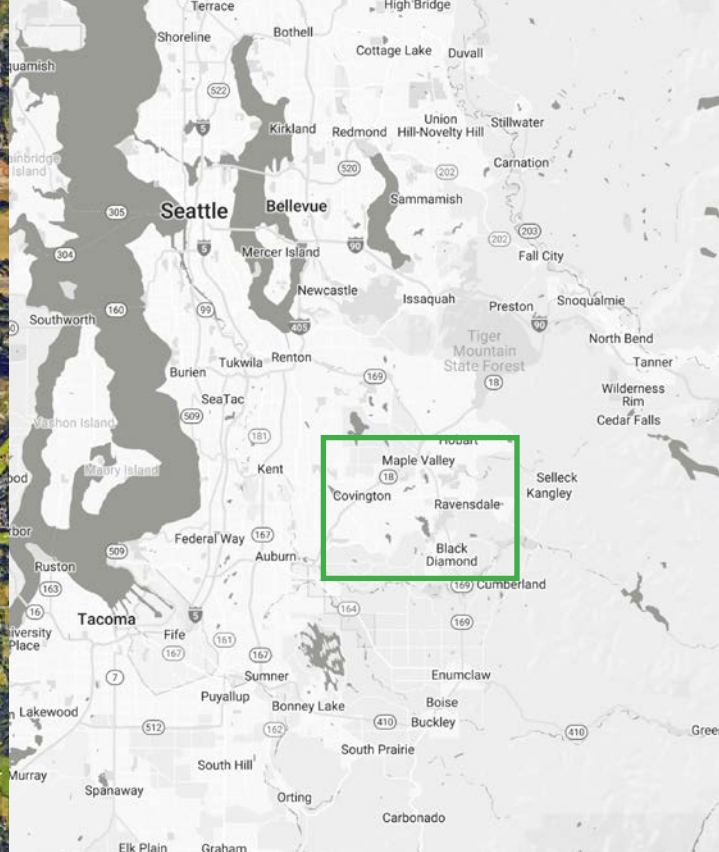 Terrace
High Bridge
Shoreline
Bothell
Cottage Lake
Duvall
quamish
522
5
Union
Hill-Novelty Hill
Stillwater
Kirkland
Redmond
Carnation
ainbridge
Island
520
202
Sammamish
305
Seattle
Bellevue
203
202
5
90
304
Mercer Island
Fall City
Newcastle
Issaquah
Preston
Snoqualmie
160
99
Southworth
405
90
Tiger
Mountain
State Forest
North Bend
Tukwila
Renton
Tanner
Burien
169
18
Wilderness
Rim
SeaTac
509
Cedar Falls
Vashon Island
181
Hobart
Maury Island
Kent
Maple Valley
18
Selleck
ood
Covington
Kangley
Ravensdale
bor
Federal Way
167
509
Auburn
Black
Diamond
Ruston
163
169
Cumberland
16
Tacoma
5
164
iversity
Place
Fife
161
169
167
167
7
Sumner
Enumclaw
Puyallup
Bonney Lake
Boise
n Lakewood
512
162
410
Buckley
410
Gree
South Prairie
Murray
South Hill
Spanaway
Orting
Carbonado
Elk Plain
Graham